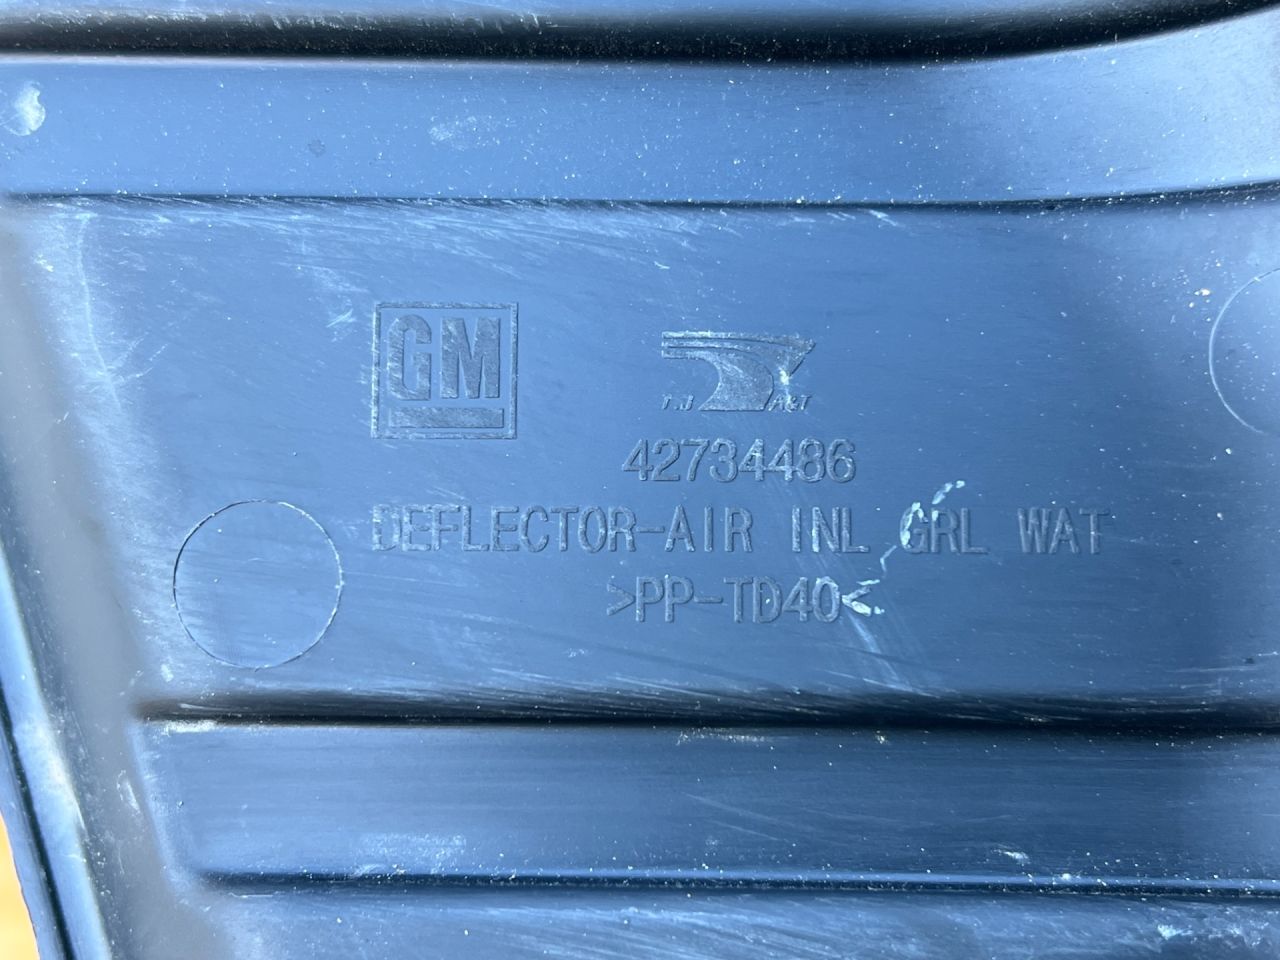 GM
T.J A&T
42734486
DEFLECTOR-AIR INL GRL WAT
>PP-TD40<